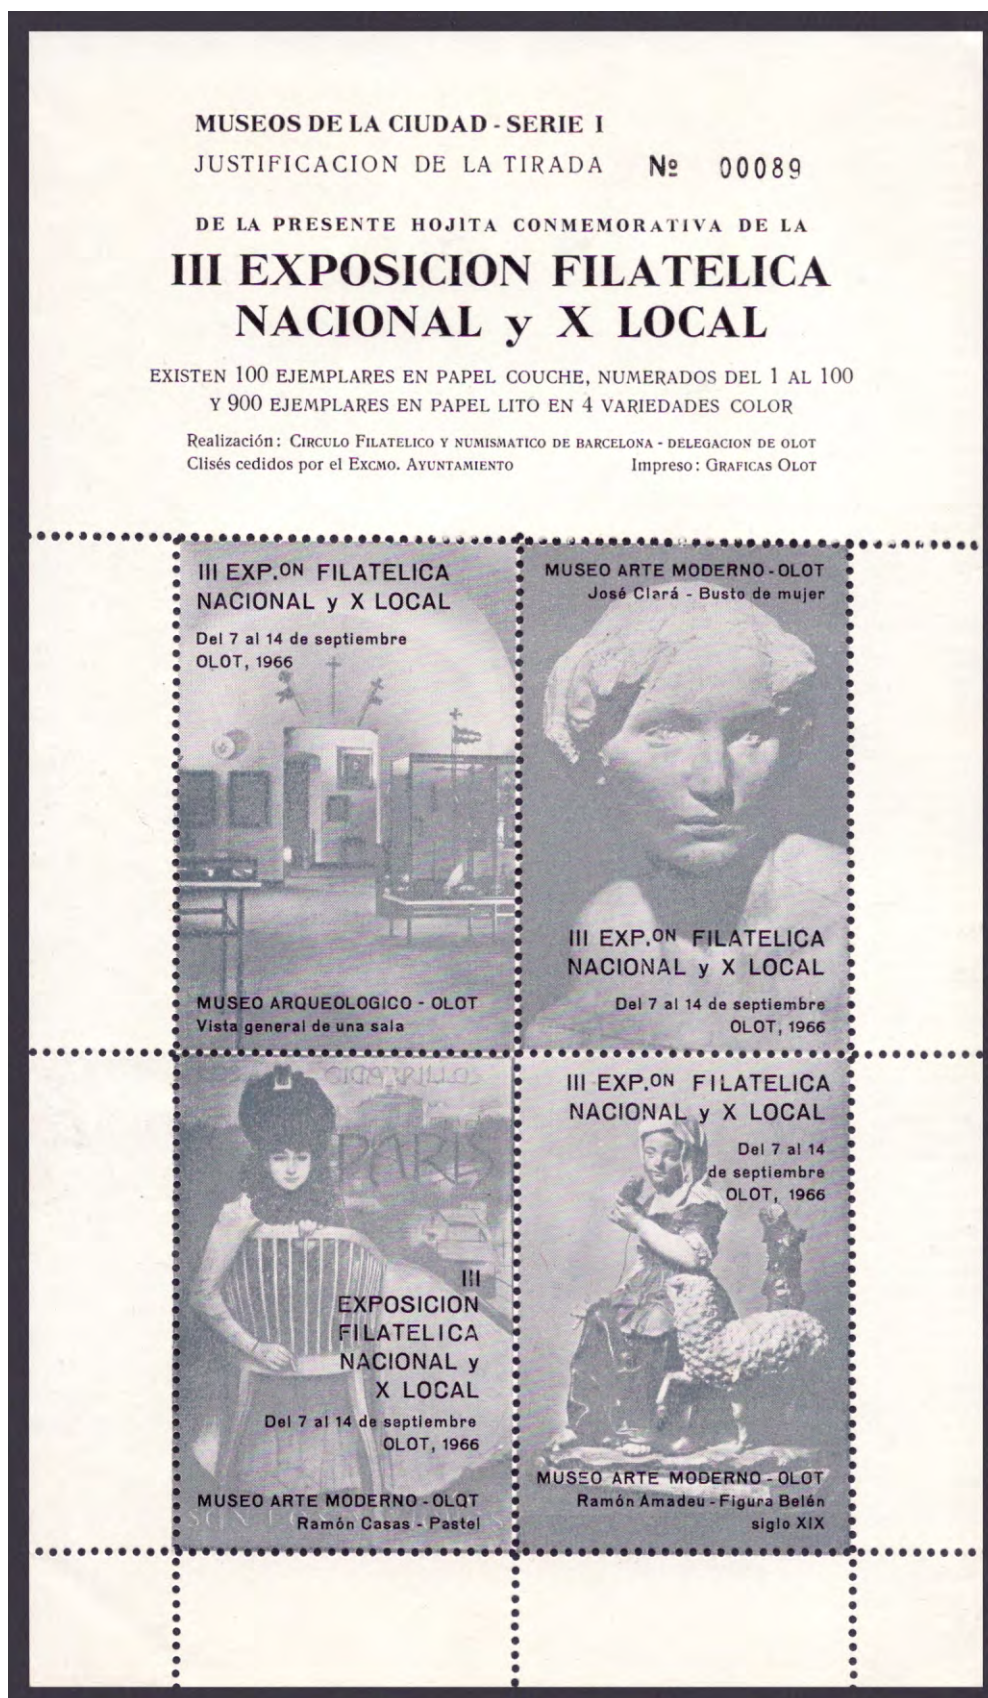 MUSEOS DE LA CIUDAD - SERIE I
JUSTIFICACION DE LA TIRADA Nº 00089
DE LA PRESENTE HOJITA CONMEMORATIVA DE LA
III EXPOSICION FILATELICA
NACIONAL y X LOCAL
EXISTEN 100 EJEMPLARES EN PAPEL COUCHE, NUMERADOS DEL 1 AL 100
Y 900 EJEMPLARES EN PAPEL LITO EN 4 VARIEDADES COLOR
Realización: CIRCULO FILATELICO Y NUMISMATICO DE BARCELONA - DELEGACION DE OLOT
Clisés cedidos por el EXCMO. AYUNTAMIENTO Impreso: GRAFICAS OLOT
III EXP.ON FILATELICA
NACIONAL y X LOCAL
Del 7 al 14 de septiembre
OLOT, 1966
MUSEO ARQUEOLOGICO - OLOT
Vista general de una sala
MUSEO ARTE MODERNO - OLOT
José Clará - Busto de mujer
III EXP.ON FILATELICA
NACIONAL y X LOCAL
Del 7 al 14 de septiembre
OLOT, 1966
PARIS
III
EXPOSICION
FILATELICA
NACIONAL y
X LOCAL
Del 7 al 14 de septiembre
OLOT, 1966
MUSEO ARTE MODERNO - OLOT
Ramón Casas - Pastel
III EXP.ON FILATELICA
NACIONAL y X LOCAL
Del 7 al 14
de septiembre
OLOT, 1966
MUSEO ARTE MODERNO - OLOT
Ramón Amadeu - Figura Belén
siglo XIX